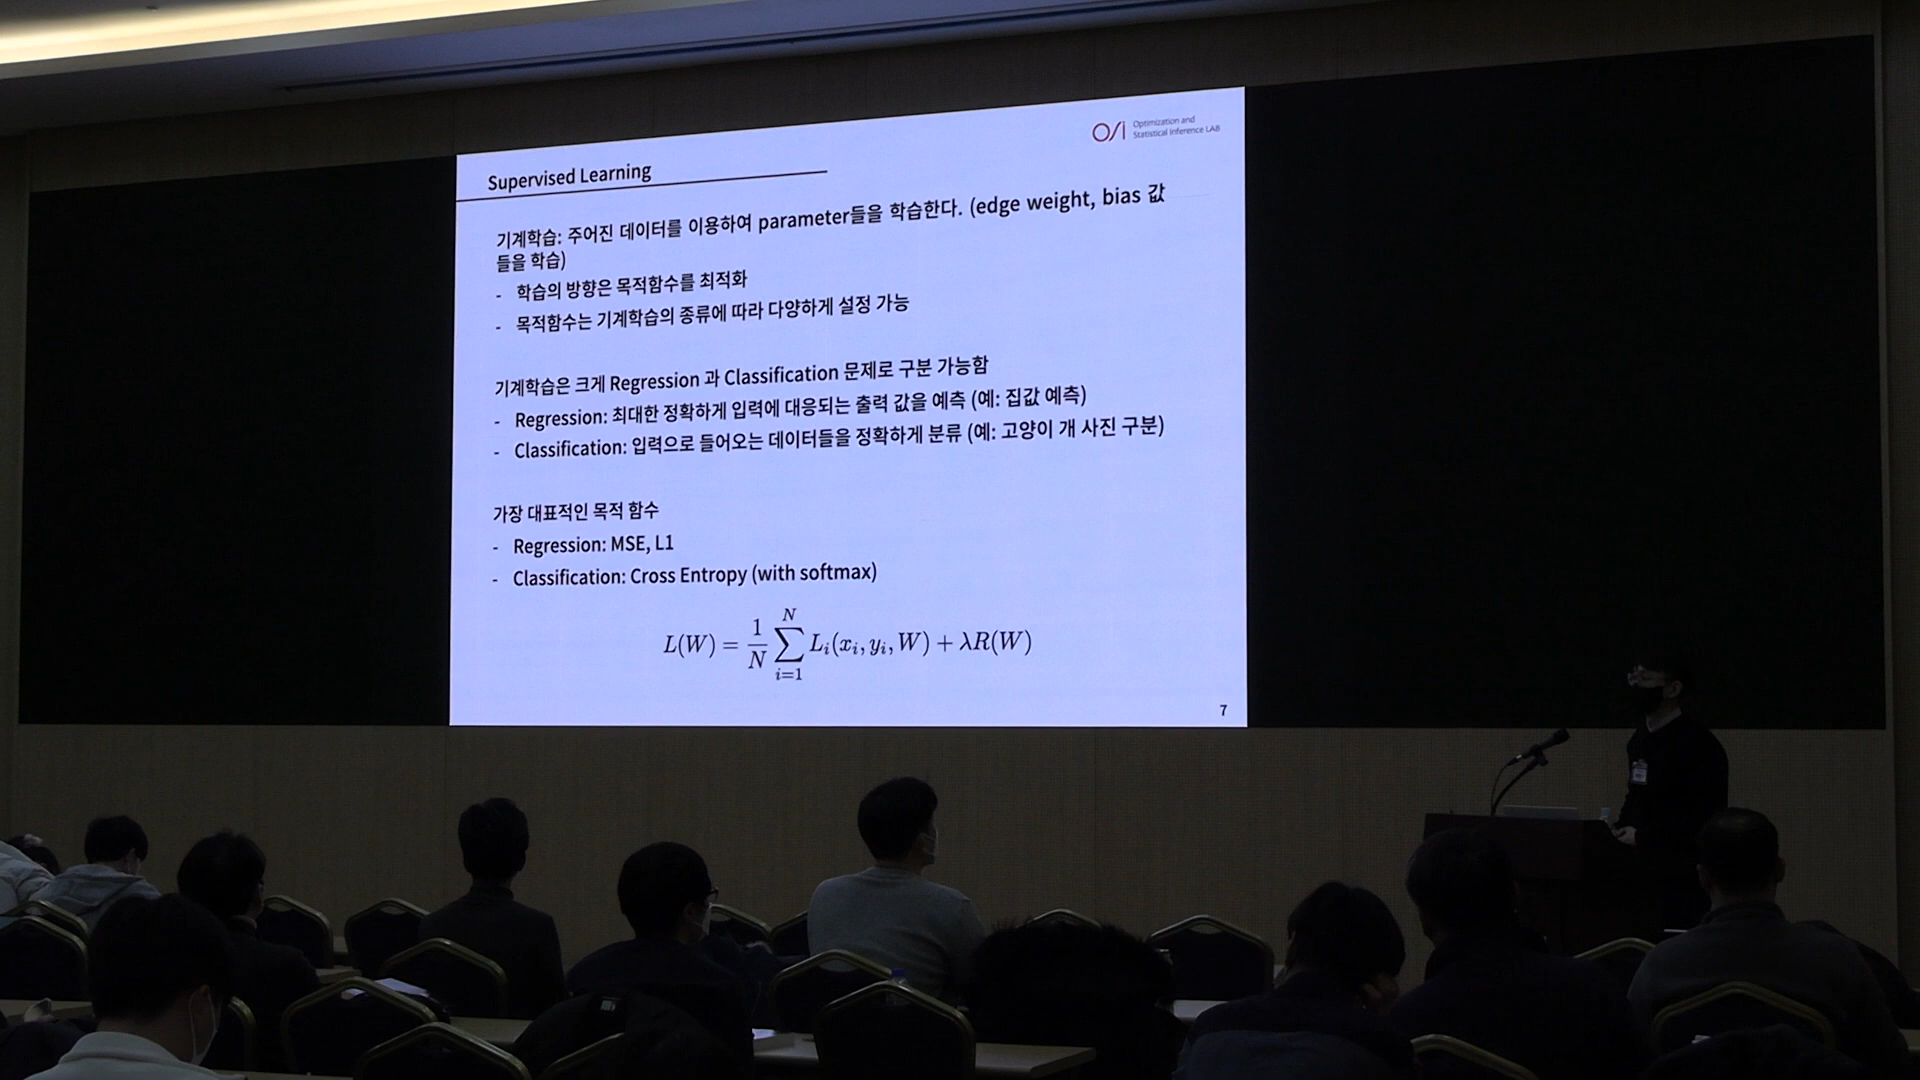 OSI Optimization and
Statistical Inference LAB
Supervised Learning
기계학습: 주어진 데이터를 이용하여 parameter들을 학습한다. (edge weight, bias 값
들을 학습)
- 학습의 방향은 목적함수를 최적화
- 목적함수는 기계학습의 종류에 따라 다양하게 설정 가능
기계학습은 크게 Regression 과 Classification 문제로 구분 가능함
- Regression: 최대한 정확하게 입력에 대응되는 출력 값을 예측 (예: 집값 예측)
- Classification: 입력으로 들어오는 데이터들을 정확하게 분류 (예: 고양이 개 사진 구분)
가장 대표적인 목적 함수
- Regression: MSE, L1
- Classification: Cross Entropy (with softmax)
L(W) = \frac{1}{N} \sum_{i=1}^{N} L_i(x_i, y_i, W) + λR(W)
7